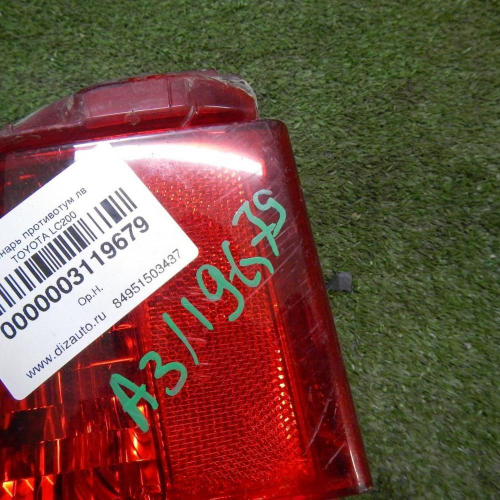 нарь противотум лв
TOYOTA LC200
0000003119679
Ор.Н.
84951503437
www.dizauto.ru
A3119679